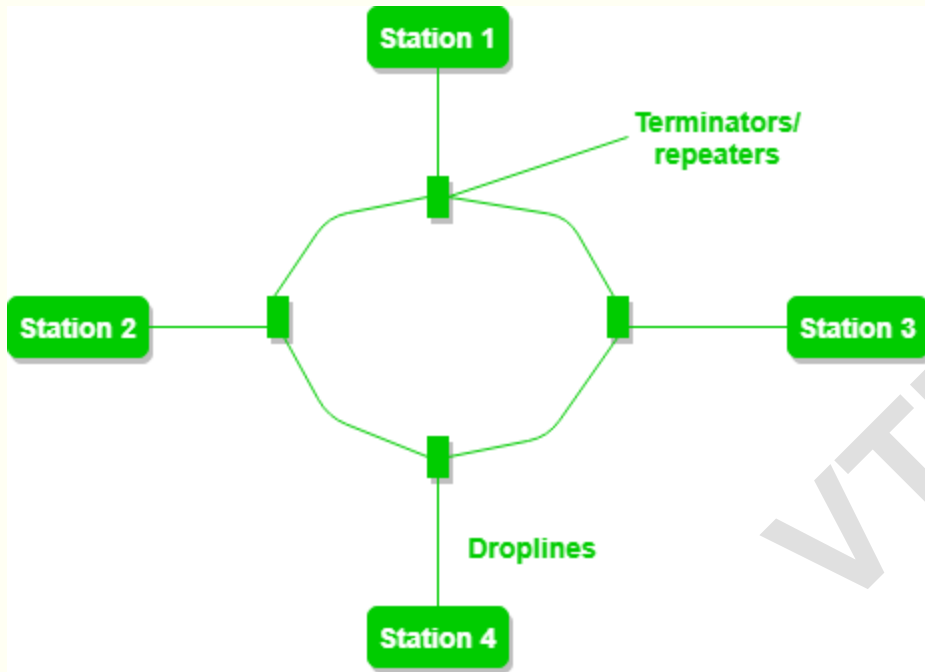 Station 1
Terminators/
repeaters
Station 2
Station 3
Droplines
Station 4